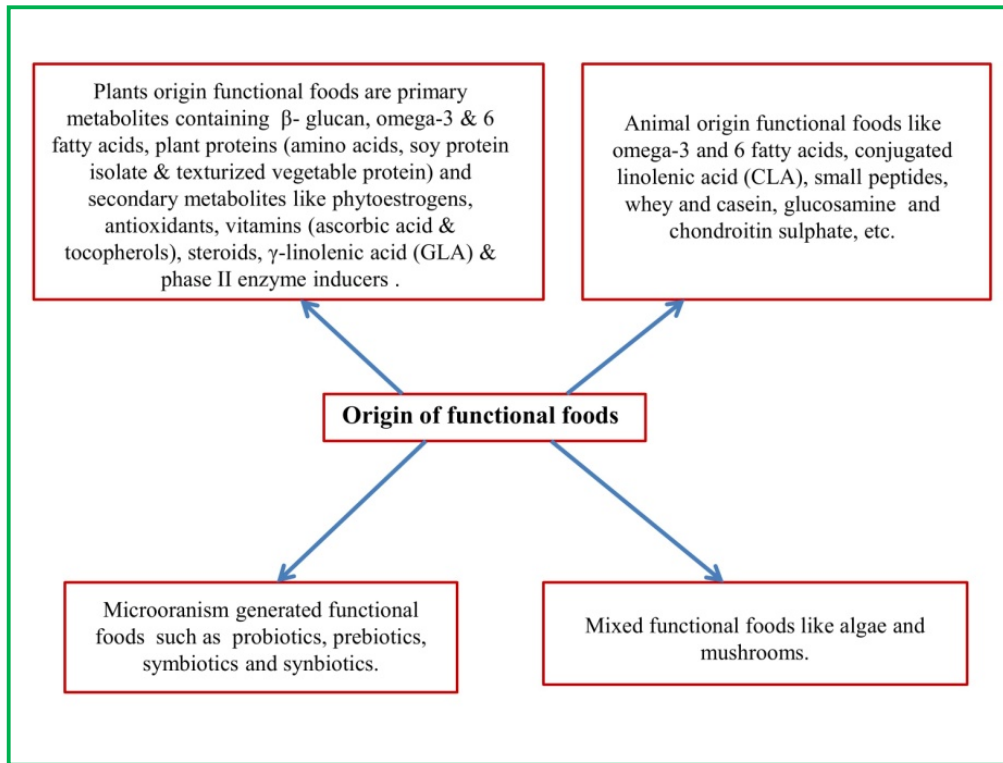 Plants origin functional foods are primary
metabolites containing β- glucan, omega-3 & 6
fatty acids, plant proteins (amino acids, soy protein
isolate & texturized vegetable protein) and
secondary metabolites like phytoestrogens,
antioxidants, vitamins (ascorbic acid &
tocopherols), steroids, γ-linolenic acid (GLA) &
phase II enzyme inducers .
Animal origin functional foods like
omega-3 and 6 fatty acids, conjugated
linolenic acid (CLA), small peptides,
whey and casein, glucosamine and
chondroitin sulphate, etc.
Origin of functional foods
Microoranism generated functional
foods such as probiotics, prebiotics,
symbiotics and synbiotics.
Mixed functional foods like algae and
mushrooms.